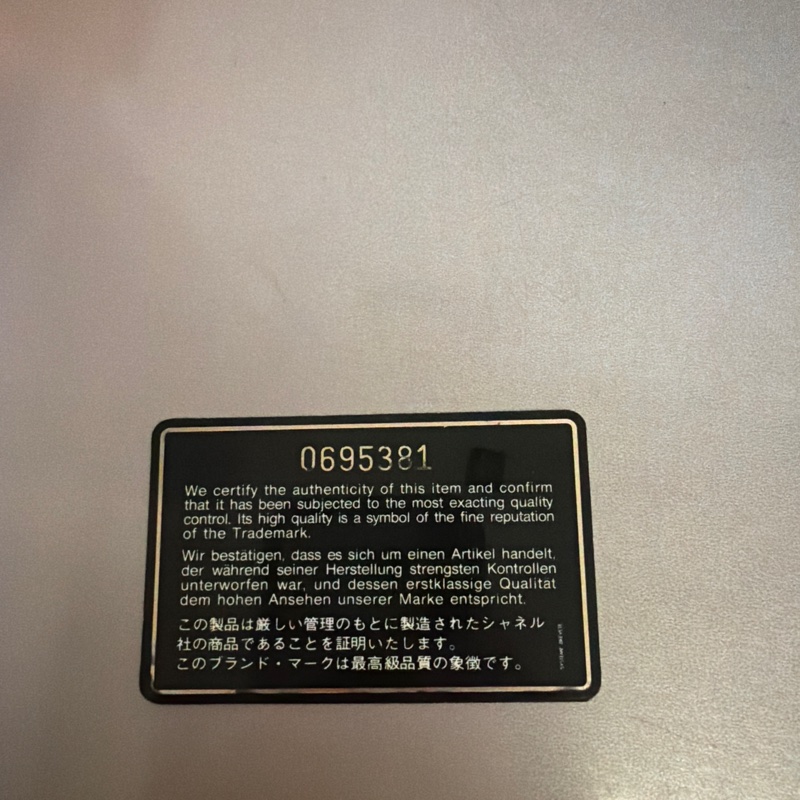 0695381
We certify the authenticity of this item and confirm
that it has been subjected to the most exacting quality
control. Its high quality is a symbol of the fine reputation
of the Trademark.
Wir bestätigen, dass es sich um einen Artikel handelt,
der während seiner Herstellung strengsten Kontrollen
unterworfen war, und dessen erstklassige Qualität
dem hohen Ansehen unserer Marke entspricht.
この製品は厳しい管理のもとに製造されたシャネル
社の商品であることを証明いたします。
このブランド・マークは最高級品質の象徴です。